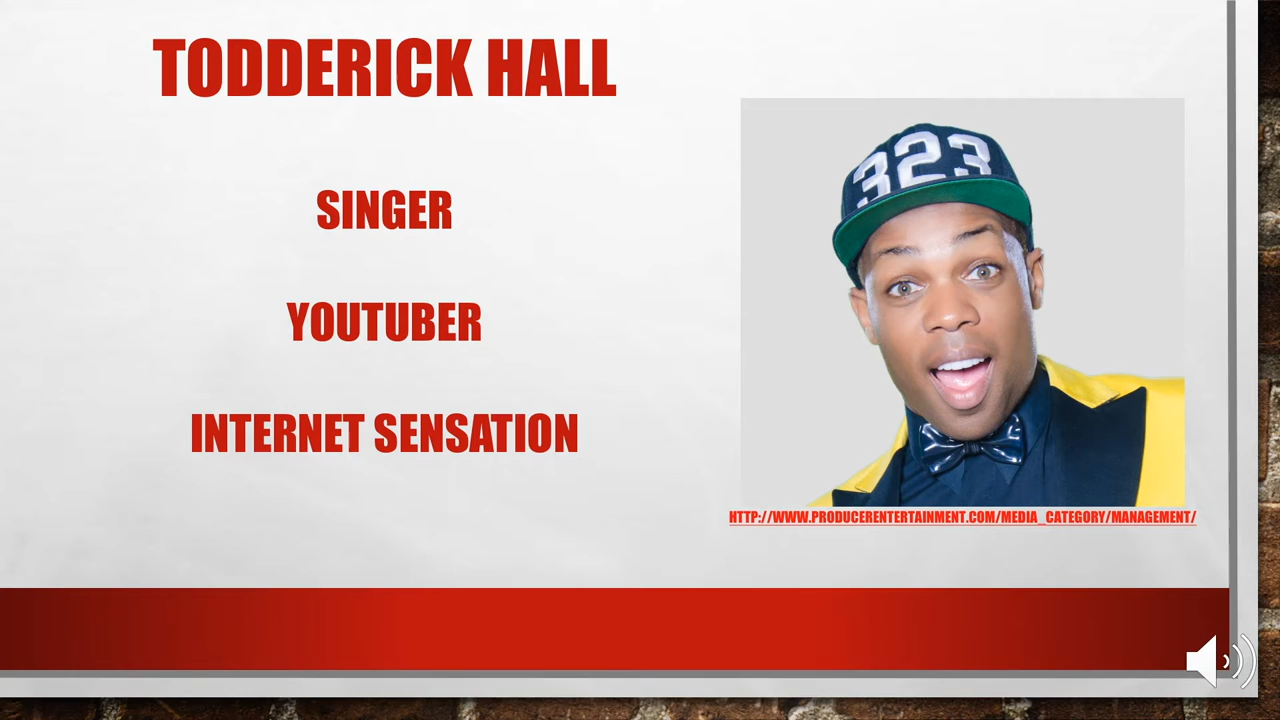 TODDERICK HALL
SINGER
YOUTUBER
INTERNET SENSATION
323
HTTP://WWW.PRODUCERENTERTAINMENT.COM/MEDIA_CATEGORY/MANAGEMENT/